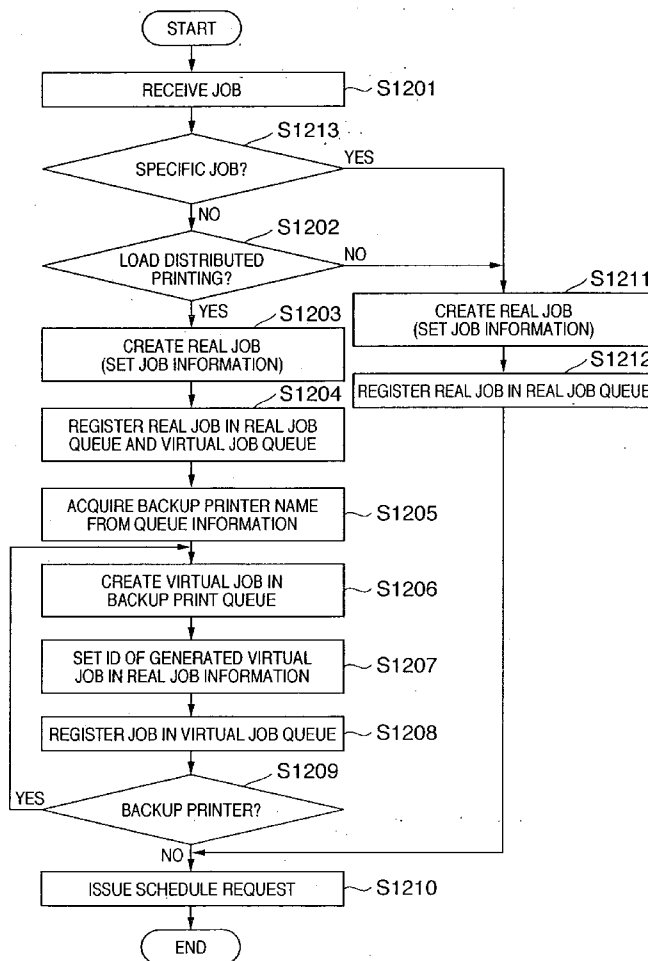 START
RECEIVE JOB
S1201
S1213
SPECIFIC JOB?
YES
NO
S1202
LOAD DISTRIBUTED
PRINTING?
NO
YES
S1211
CREATE REAL JOB
(SET JOB INFORMATION)
S1212
REGISTER REAL JOB IN REAL JOB QUEUE
S1203
CREATE REAL JOB
(SET JOB INFORMATION)
S1204
REGISTER REAL JOB IN REAL JOB
QUEUE AND VIRTUAL JOB QUEUE
ACQUIRE BACKUP PRINTER NAME
FROM QUEUE INFORMATION
S1205
CREATE VIRTUAL JOB IN
BACKUP PRINT QUEUE
S1206
SET ID OF GENERATED VIRTUAL
JOB IN REAL JOB INFORMATION
S1207
REGISTER JOB IN VIRTUAL JOB QUEUE
S1208
S1209
YES
BACKUP PRINTER?
NO
ISSUE SCHEDULE REQUEST
S1210
END